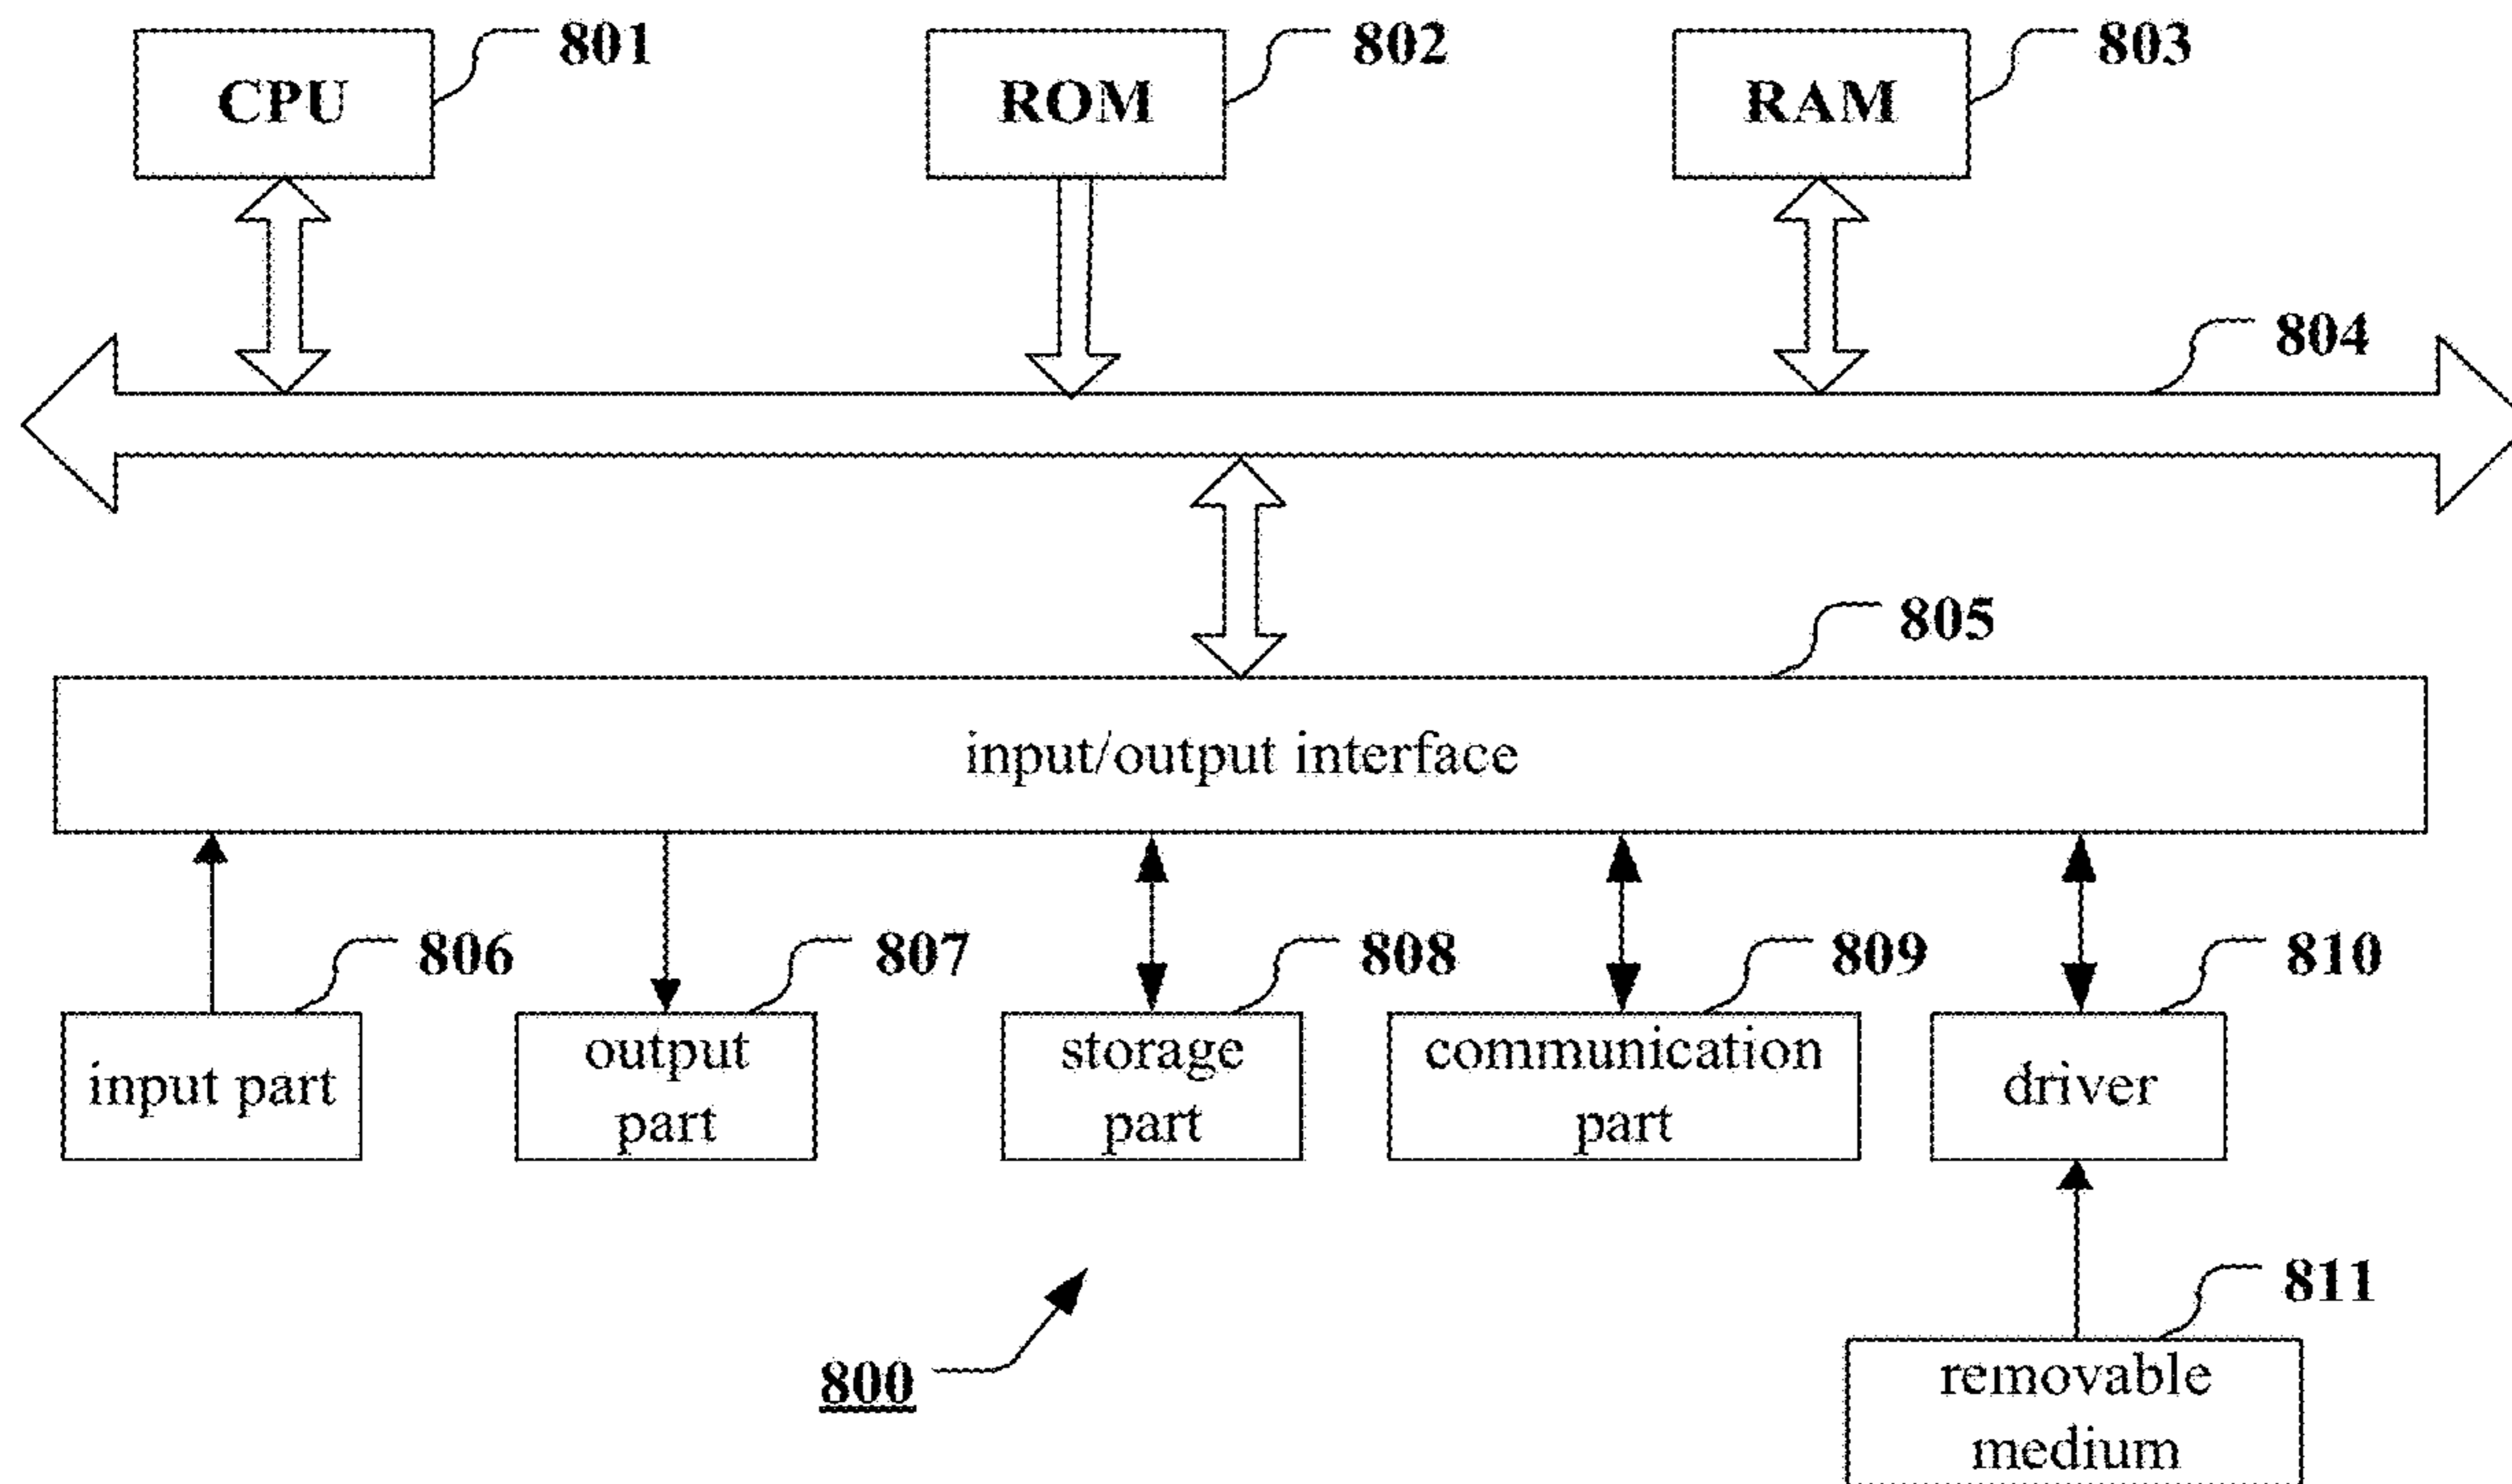 CPU
801
ROM
802
RAM
803
804
805
input/output interface
806
807
808
809
810
input part
output
part
storage
part
communication
part
driver
811
800
removable
medium